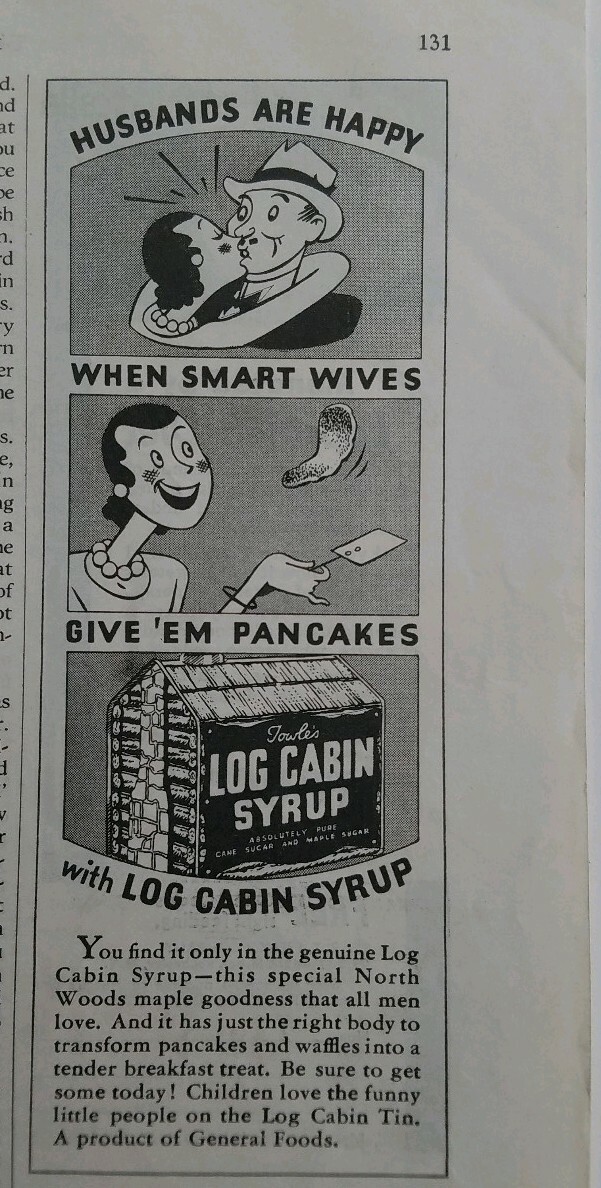 131
HUSBANDS ARE HAPPY
WHEN SMART WIVES
GIVE 'EM PANCAKES
Towle's
LOG CABIN
SYRUP
ABSOLUTELY PURE
CANE SUGAR AND MAPLE SUGAR
with LOG CABIN SYRUP
You find it only in the genuine Log
Cabin Syrup—this special North
Woods maple goodness that all men
love. And it has just the right body to
transform pancakes and waffles into a
tender breakfast treat. Be sure to get
some today! Children love the funny
little people on the Log Cabin Tin.
A product of General Foods.